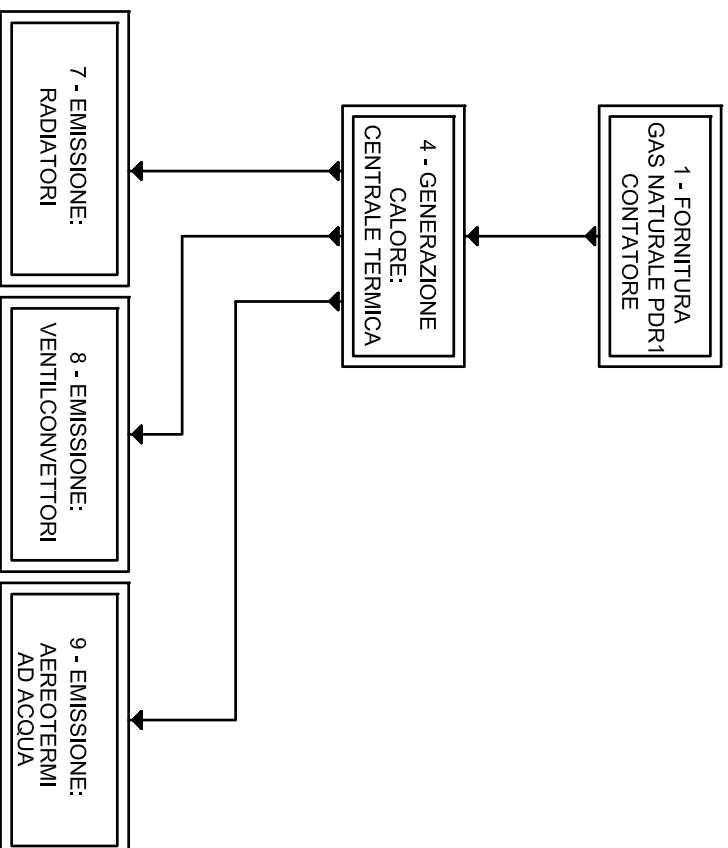 1 - FORNITURA
GAS NATURALE PDR1
CONTATORE
4 - GENERAZIONE
CALORE:
CENTRALE TERMICA
7 - EMISSIONE:
RADIATORI
8 - EMISSIONE:
VENTILCONVETTORI
9 - EMISSIONE:
AEREOTERMI
AD ACQUA